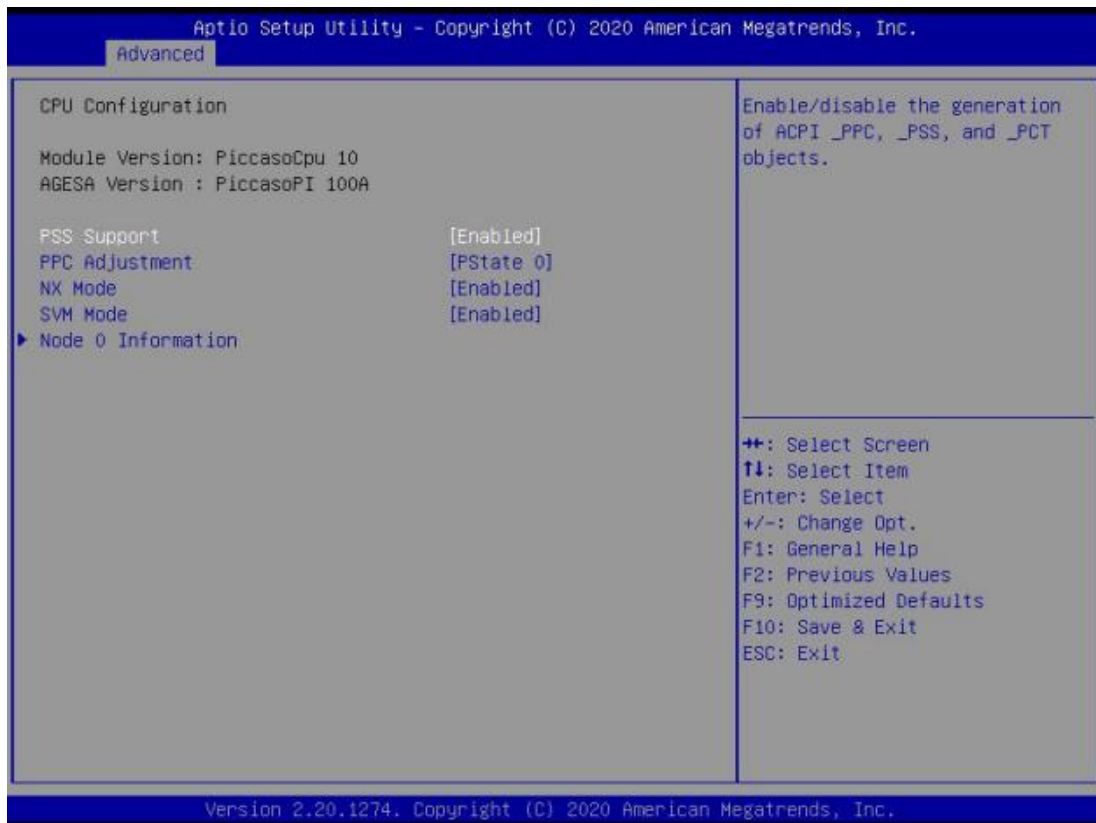 Aptio Setup Utility – Copyright (C) 2020 American Megatrends, Inc.
Advanced
CPU Configuration
Module Version: PiccasoCpu 10
AGESA Version : PiccasoPI 100A
PSS Support [Enabled]
PPC Adjustment [PState 0]
NX Mode [Enabled]
SVM Mode [Enabled]
Node 0 Information
Enable/disable the generation
of ACPI _PPC, _PSS, and _PCT
objects.
→←: Select Screen
↑↓: Select Item
Enter: Select
+/-: Change Opt.
F1: General Help
F2: Previous Values
F9: Optimized Defaults
F10: Save & Exit
ESC: Exit
Version 2.20.1274. Copyright (C) 2020 American Megatrends, Inc.